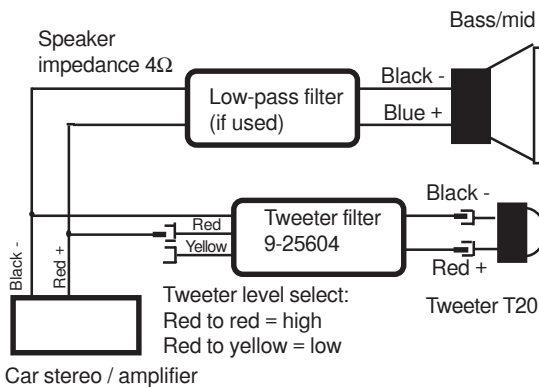 Bass/mid
Speaker
impedance 4Ω
Black -
Low-pass filter
(if used)
Blue +
Black -
Red
Tweeter filter
9-25604
Yellow
Red +
Black -
Red +
Tweeter level select:
Red to red = high
Red to yellow = low
Tweeter T20
Car stereo / amplifier